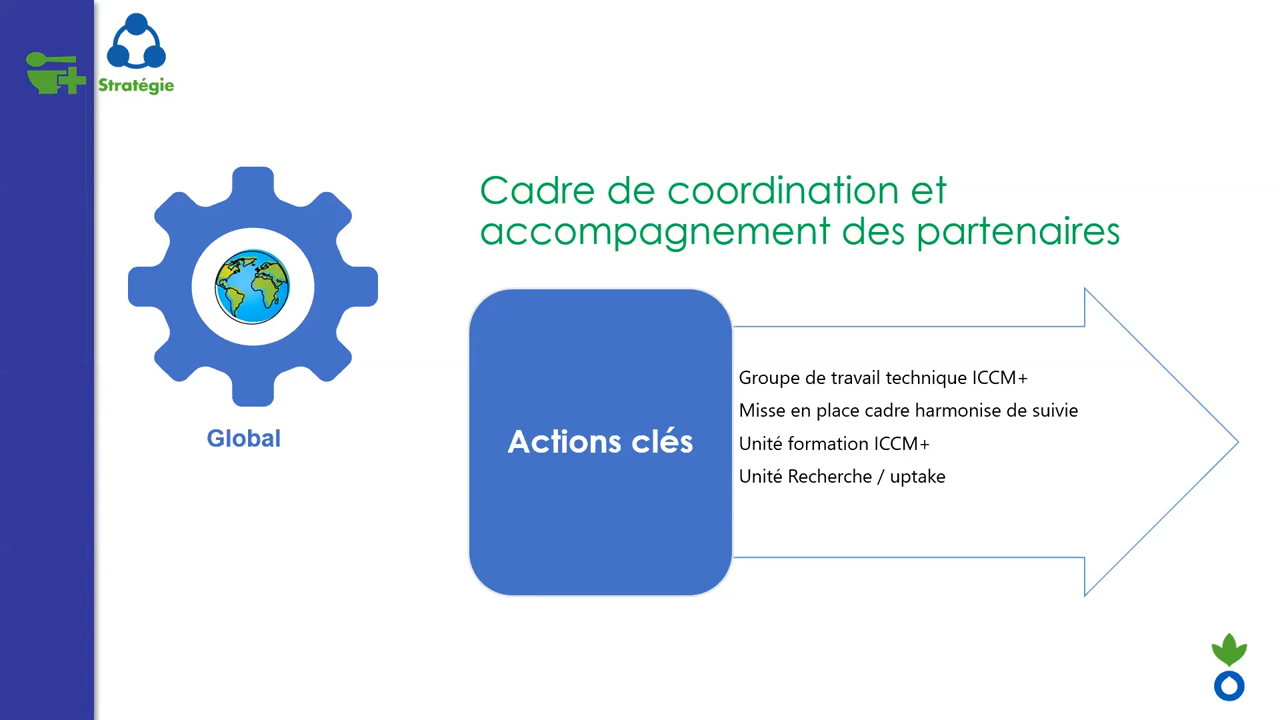 Stratégie
Cadre de coordination et
accompagnement des partenaires
Global
Actions clés
Groupe de travail technique ICCM+
Misse en place cadre harmonise de suivie
Unité formation ICCM+
Unité Recherche / uptake